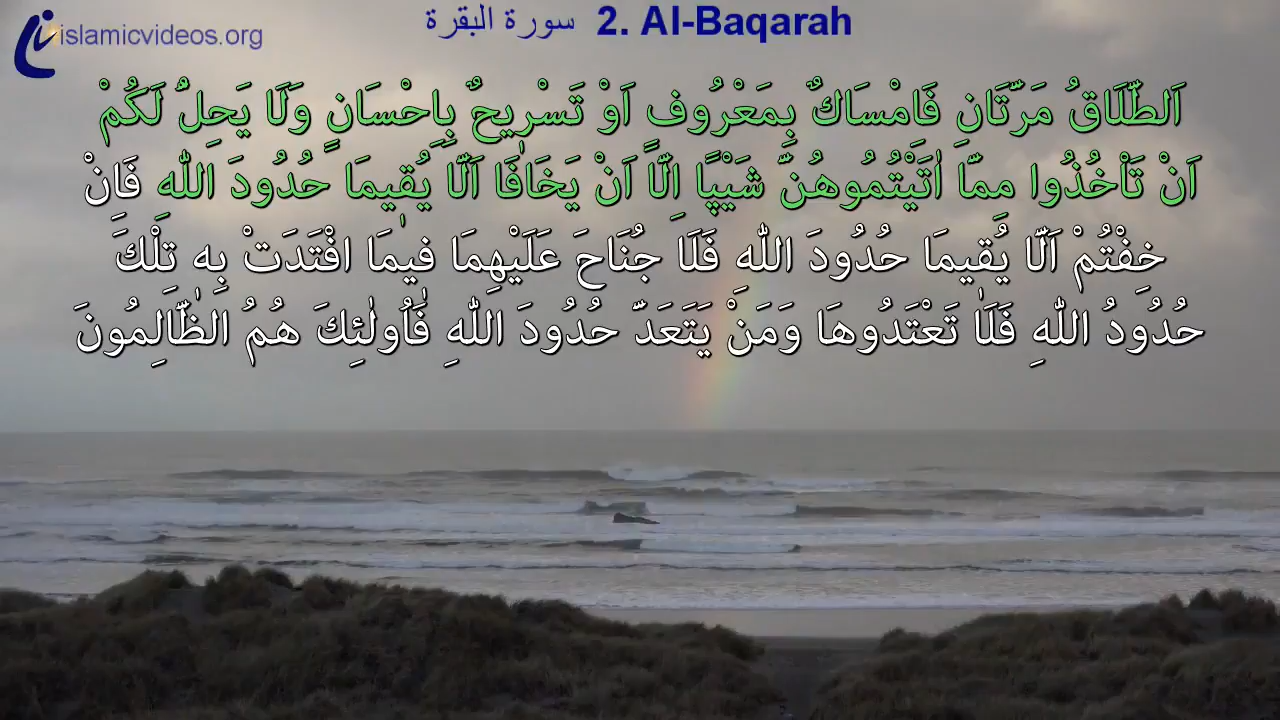 islamicvideos.org
سورة البقرة 2. Al-Baqarah
اَلطَّلَاقُ مَرَّتَانِ فَاِمْسَاكٌ بِمَعْرُوفٍ اَوْ تَسْرٖيحٌ بِاِحْسَانٍ وَلَا يَحِلُّ لَكُمْ
اَنْ تَاْخُذُوا مِمَّا اٰتَيْتُمُوهُنَّ شَيْپًا اِلَّا اَنْ يَخَافَا اَلَّا يُقٖيمَا حُدُودَ اللّٰهِ فَاِنْ
خِفْتُمْ اَلَّا يُقٖيمَا حُدُودَ اللّٰهِ فَلَا جُنَاحَ عَلَيْهِمَا فٖيمَا افْتَدَتْ بِهٖ تِلْكَ
حُدُودُ اللّٰهِ فَلَا تَعْتَدُوهَا وَمَنْ يَتَعَدَّ حُدُودَ اللّٰهِ فَاُولٰئِكَ هُمُ الظَّالِمُونَ